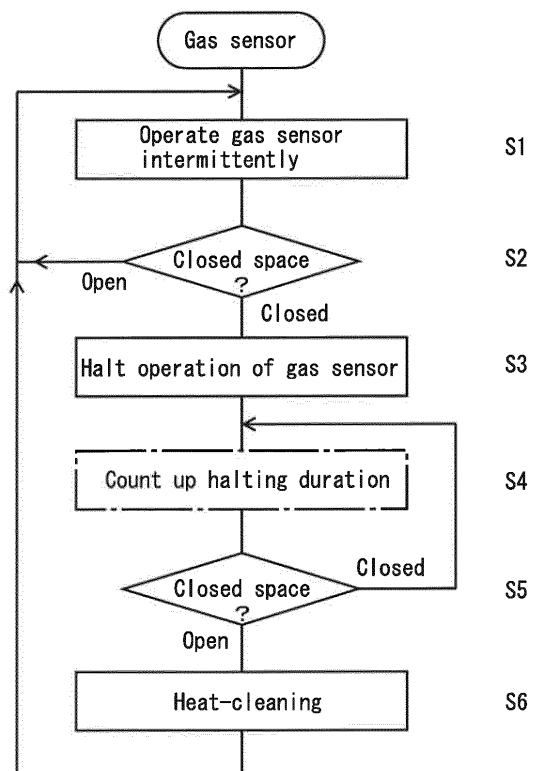 Gas sensor
Operate gas sensor
intermittently
S1
Closed space
?
S2
Open
Closed
Halt operation of gas sensor
S3
Count up halting duration
S4
Closed
Closed space
?
S5
Open
Heat-cleaning
S6